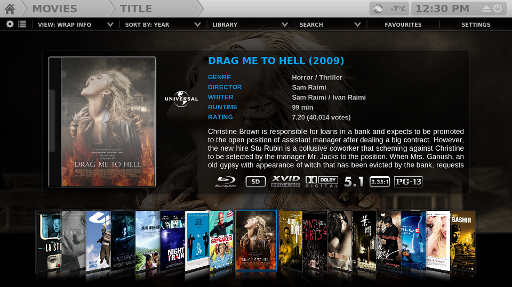 MOVIES TITLE -7°C 12:30 PM
VIEW: WRAP INFO SORT BY: YEAR LIBRARY SEARCH FAVOURITES SETTINGS
DRAG ME TO HELL (2009)
GENRE Horror / Thriller
DIRECTOR Sam Raimi
WRITER Sam Raimi / Ivan Raimi
RUNTIME 99 min
RATING 7.20 (40,014 votes)
UNIVERSAL
DRAG ME TO HELL
Christine Brown is responsible for loans in a bank and expects to be promoted
to the open position of assistant manager after dealing a big contract. However,
the new hire Stu Rubin is a collusive coworker that scheming against Christine
to be selected by the manager Mr. Jacks to the position. When Mrs. Ganush, an
old gypsy with appearance of witch that has been evicted by the bank, requests
Blu-ray SD XVID DOLBY DIGITAL 5.1 2.35:1 PG-13
NIGHT TRAIN
BASHIR